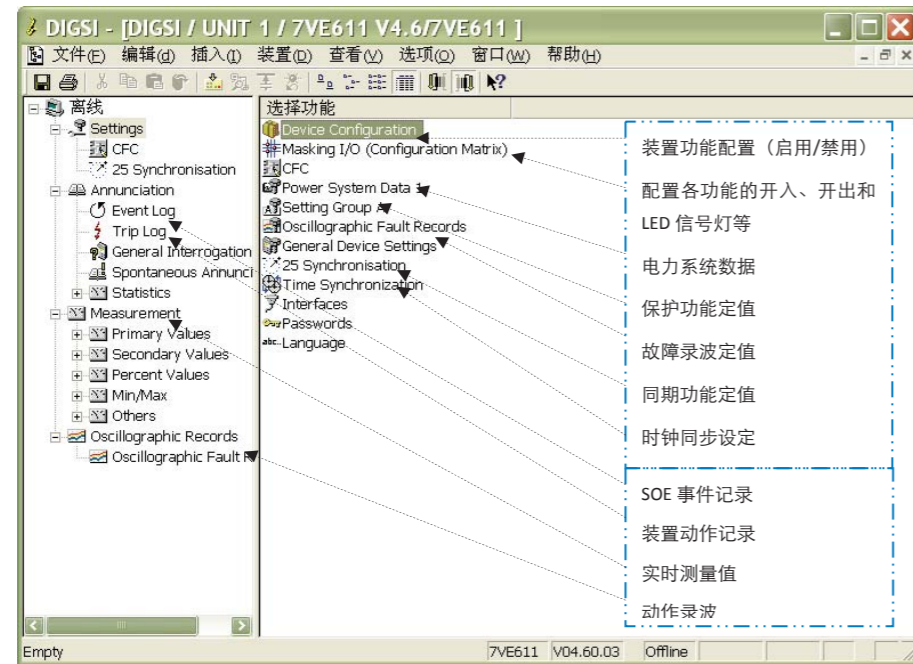 DIGSI - [DIGSI / UNIT 1 / 7VE611 V4.6/7VE611 ]
文件(F) 编辑(d) 插入(I) 装置(D) 查看(V) 选项(O) 窗口(W) 帮助(H)
离线
Settings
CFC
25 Synchronisation
Annunciation
Event Log
Trip Log
General Interrogation
Spontaneous Annunci
Statistics
Measurement
Primary Values
Secondary Values
Percent Values
Min/Max
Others
Oscillographic Records
Oscillographic Fault R
选择功能
Device Configuration
Masking I/O (Configuration Matrix)
CFC
Power System Data 1
Setting Group A
Oscillographic Fault Records
General Device Settings
25 Synchronisation
Time Synchronization
Interfaces
Passwords
Language
装置功能配置（启用/禁用）
配置各功能的开入、开出和
LED 信号灯等
电力系统数据
保护功能定值
故障录波定值
同期功能定值
时钟同步设定
SOE 事件记录
装置动作记录
实时测量值
动作录波
Empty 7VE611 V04.60.03 Offline